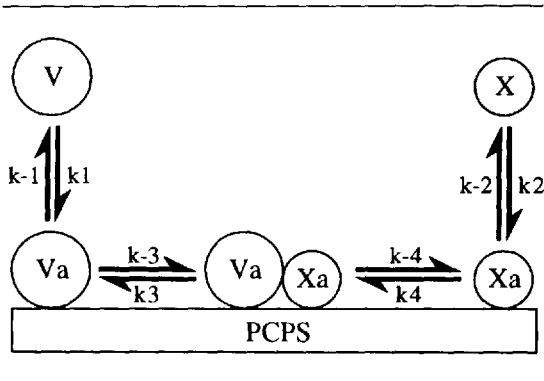 V X
k-1 k1 k-2 k2
Va k-3 k3 Va Xa k-4 k4 Xa
PCPS